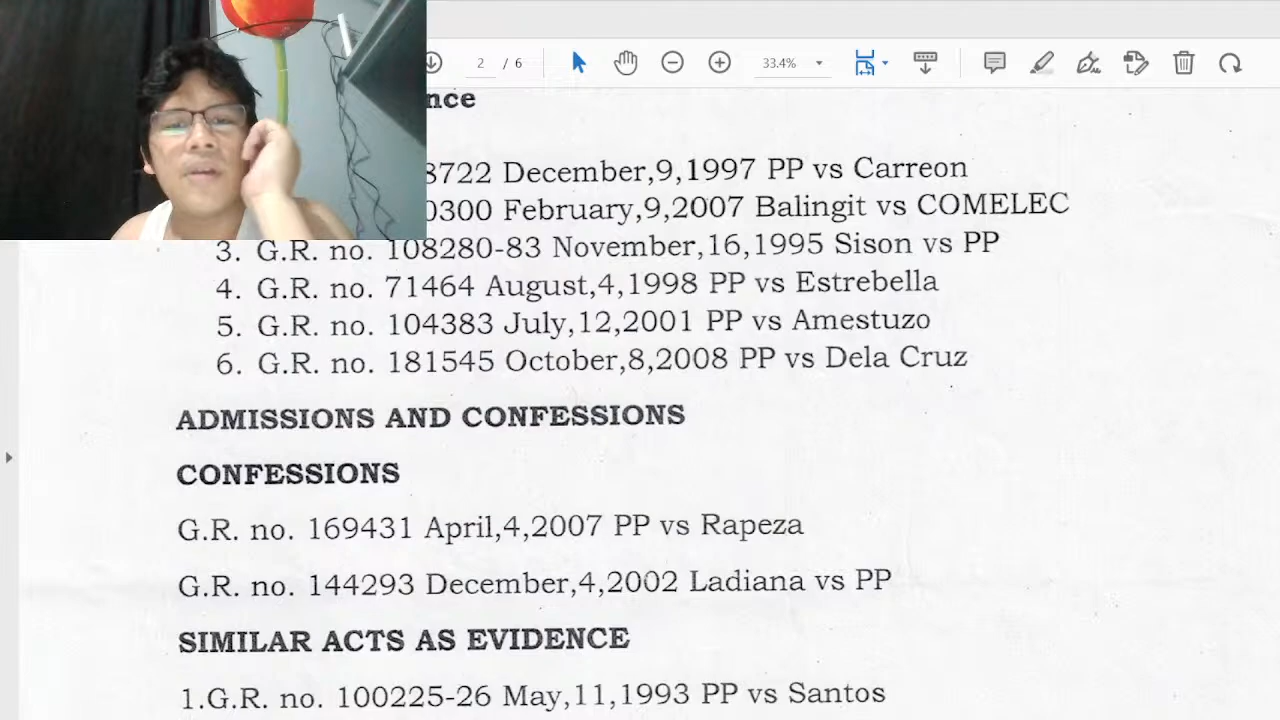 2 / 6 33.4%
nce
8722 December,9,1997 PP vs Carreon
0300 February,9,2007 Balingit vs COMELEC
3. G.R. no. 108280-83 November,16,1995 Sison vs PP
4. G.R. no. 71464 August,4,1998 PP vs Estrebella
5. G.R. no. 104383 July,12,2001 PP vs Amestuzo
6. G.R. no. 181545 October,8,2008 PP vs Dela Cruz
ADMISSIONS AND CONFESSIONS
CONFESSIONS
G.R. no. 169431 April,4,2007 PP vs Rapeza
G.R. no. 144293 December,4,2002 Ladiana vs PP
SIMILAR ACTS AS EVIDENCE
1.G.R. no. 100225-26 May,11,1993 PP vs Santos